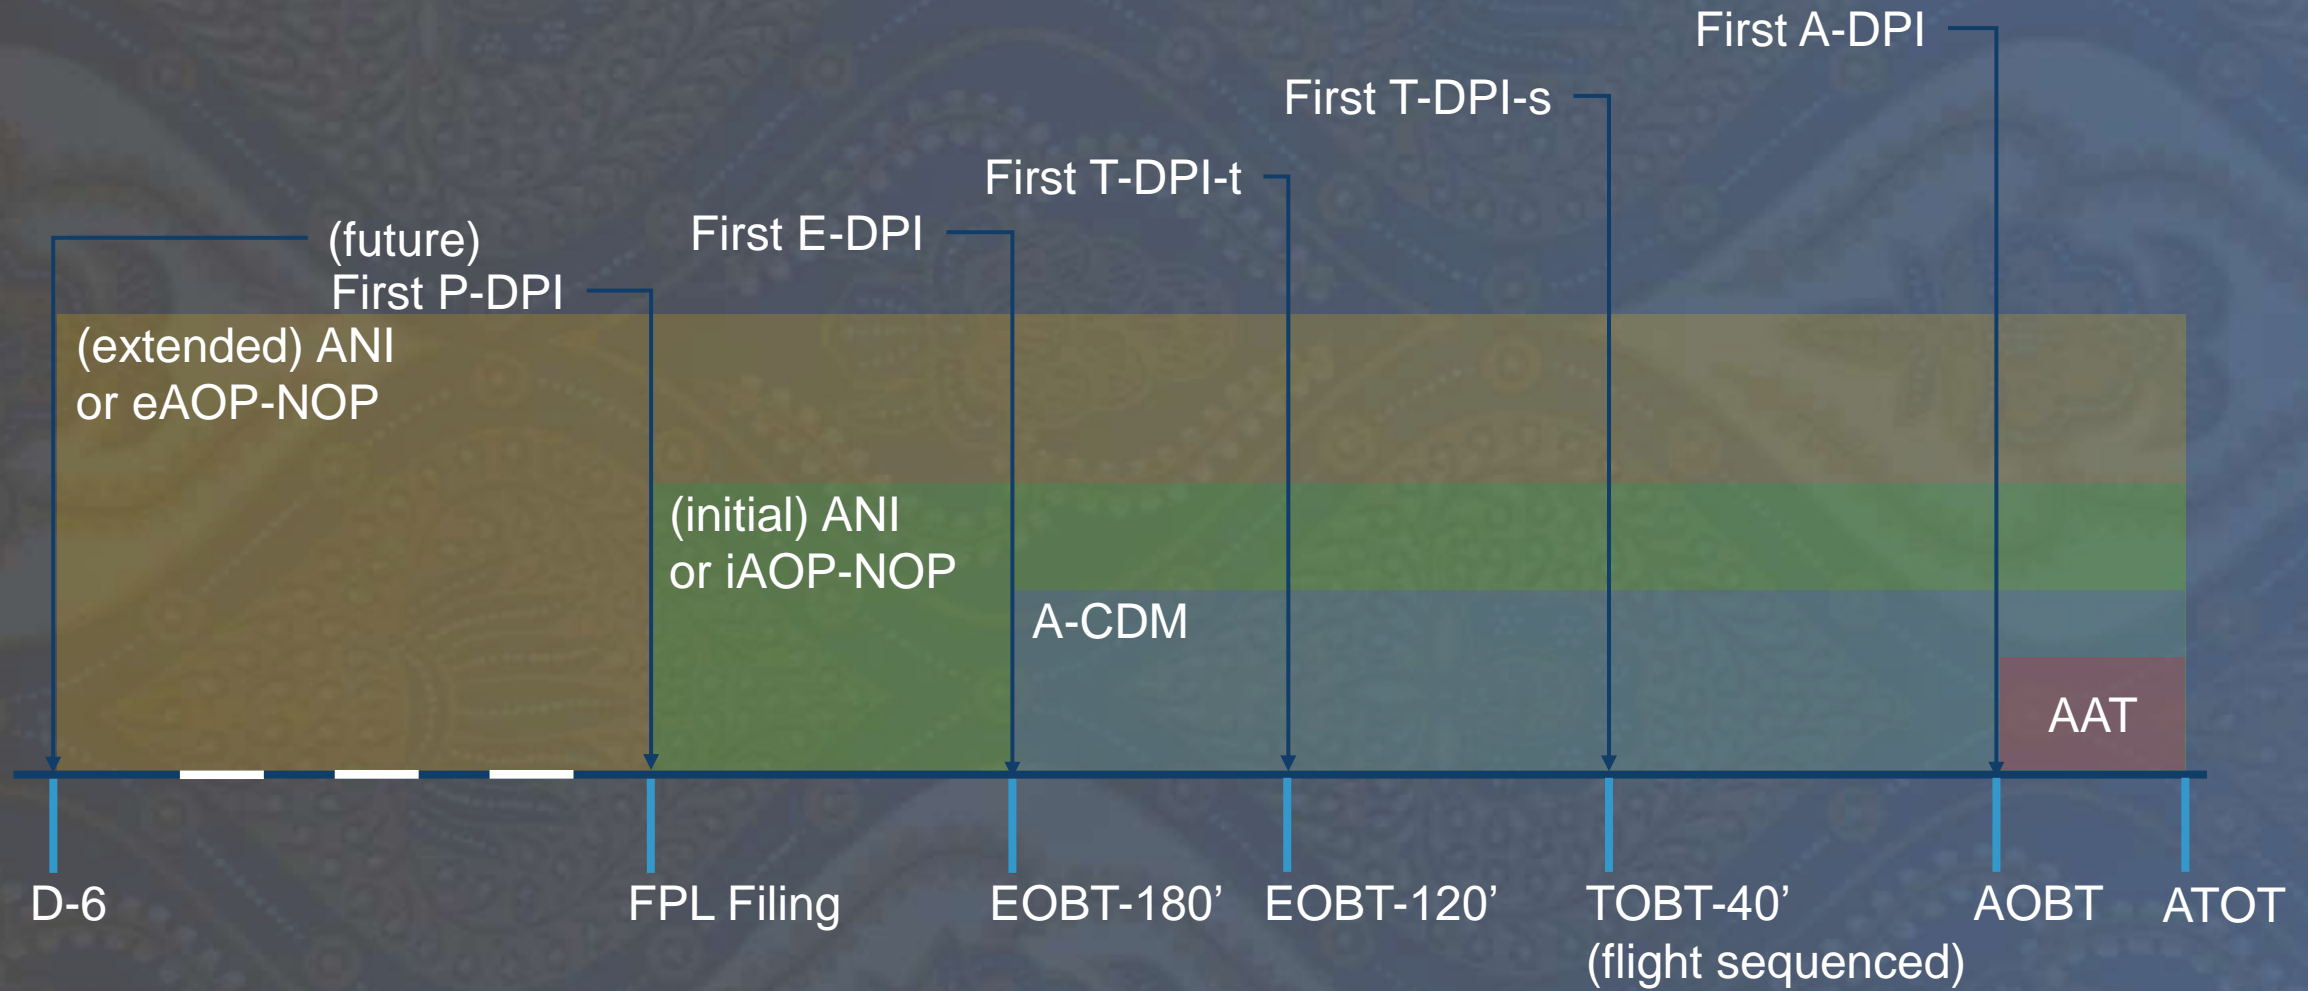 First A-DPI
First T-DPI-s
First T-DPI-t
First E-DPI
(future)
First P-DPI
(extended) ANI
or eAOP-NOP
(initial) ANI
or iAOP-NOP
A-CDM
AAT
D-6
FPL Filing
EOBT-180’
EOBT-120’
TOBT-40’
(flight sequenced)
AOBT
ATOT